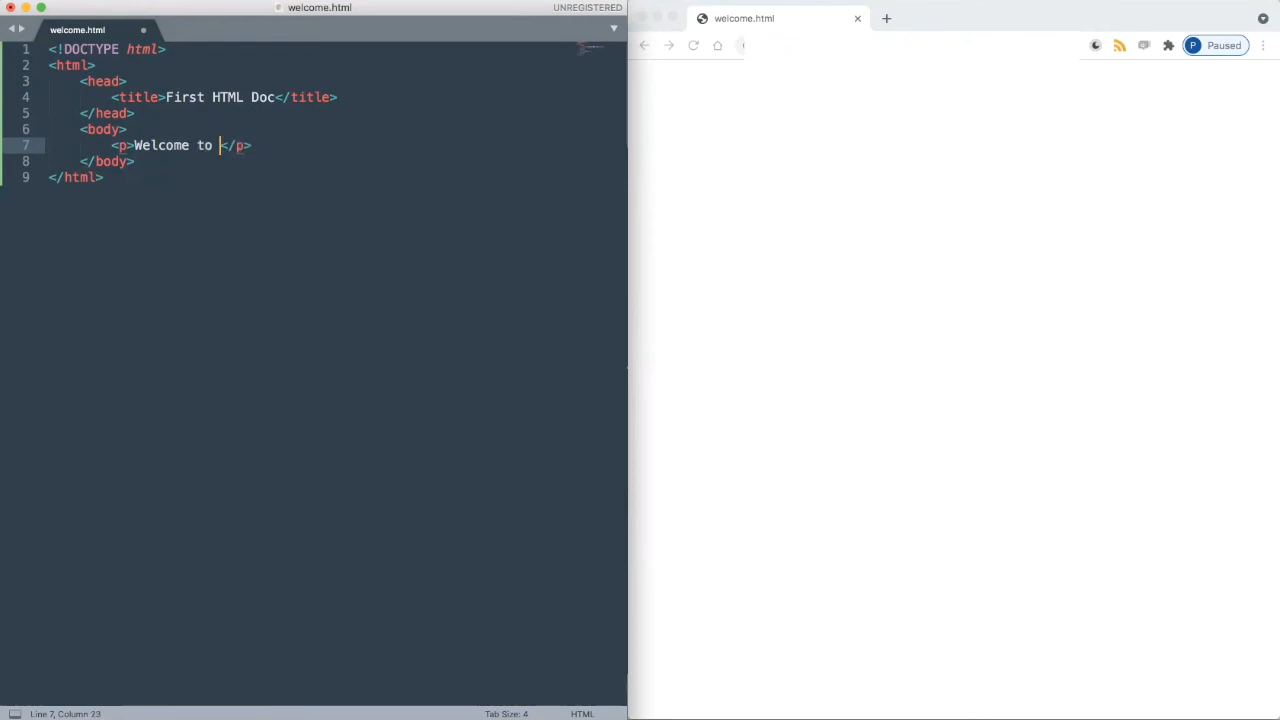 welcome.html
UNREGISTERED
welcome.html
1 <!DOCTYPE html>
2 <html>
3 <head>
4 <title>First HTML Doc</title>
5 </head>
6 <body>
7 <p>Welcome to </p>
8 </body>
9 </html>
Line 7, Column 23
Tab Size: 4
HTML
welcome.html
P Paused